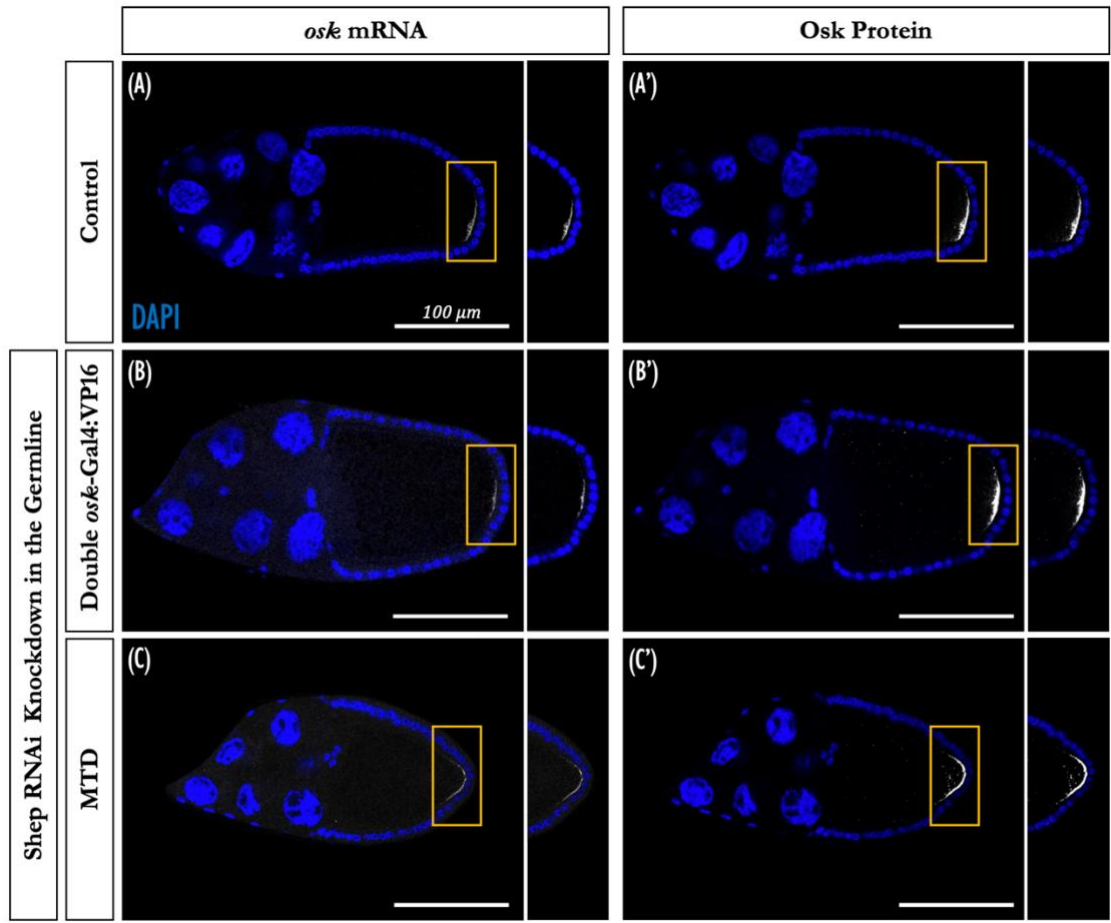 osk mRNA
Osk Protein
Control
(A)
DAPI
100 μm
(A')
Shep RNAi Knockdown in the Germline
Double osk-Gal4:VP16
(B)
(B')
MTD
(C)
(C')